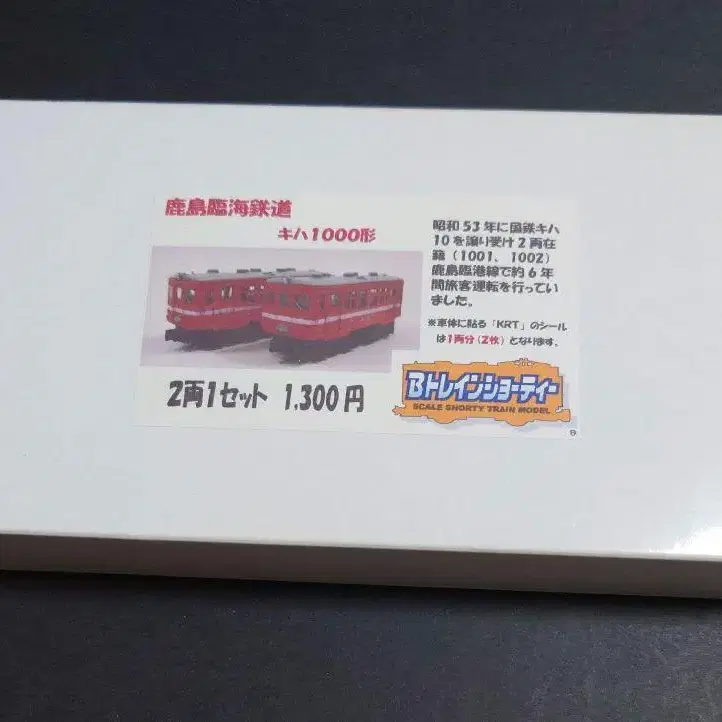 鹿島臨海鉄道
キハ1000形
昭和53年に国鉄キハ
10を譲り受け2両在
籍(1001、1002)
鹿島臨港線で約6年
間旅客運転を行ってい
ました。
※車体に貼る「KRT」のシール
は1両分(2枚)となります。
2両1セット 1,300円
Bトレインショーティー
SCALE SHORTY TRAIN MODEL